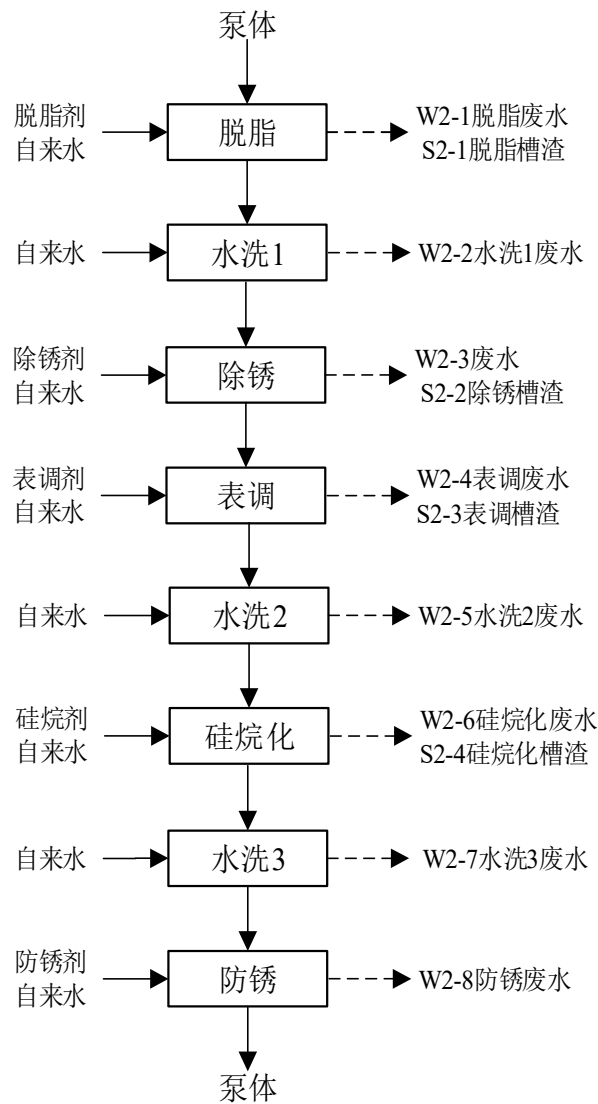 泵体
脱脂剂
自来水
脱脂
W2-1脱脂废水
S2-1脱脂槽渣
自来水
水洗1
W2-2水洗1废水
除锈剂
自来水
除锈
W2-3废水
S2-2除锈槽渣
表调剂
自来水
表调
W2-4表调废水
S2-3表调槽渣
自来水
水洗2
W2-5水洗2废水
硅烷剂
自来水
硅烷化
W2-6硅烷化废水
S2-4硅烷化槽渣
自来水
水洗3
W2-7水洗3废水
防锈剂
自来水
防锈
W2-8防锈废水
泵体